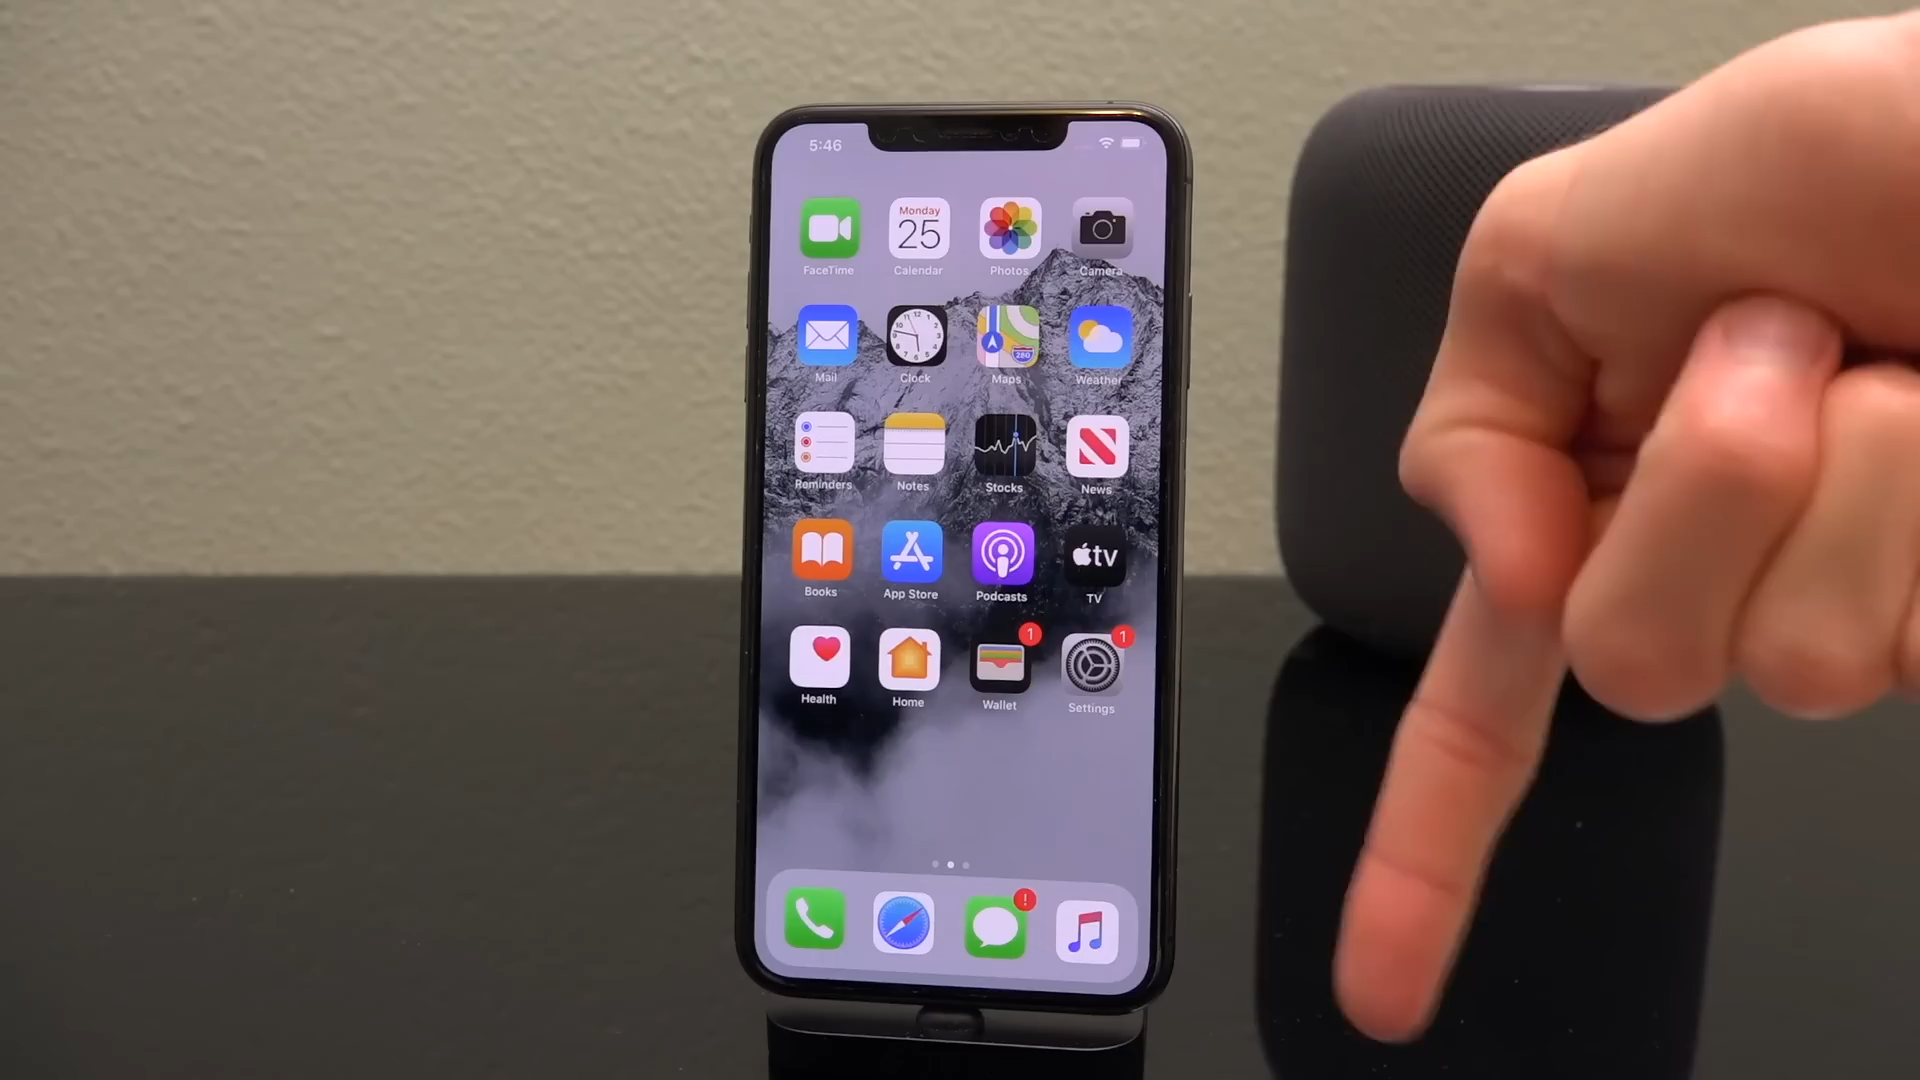 5:46
FaceTime
Monday
25
Calendar
Photos
Camera
Mail
Clock
280
Maps
Weather
Reminders
Notes
Stocks
News
Books
App Store
Podcasts
tv
TV
Health
Home
1
Wallet
1
Settings
!